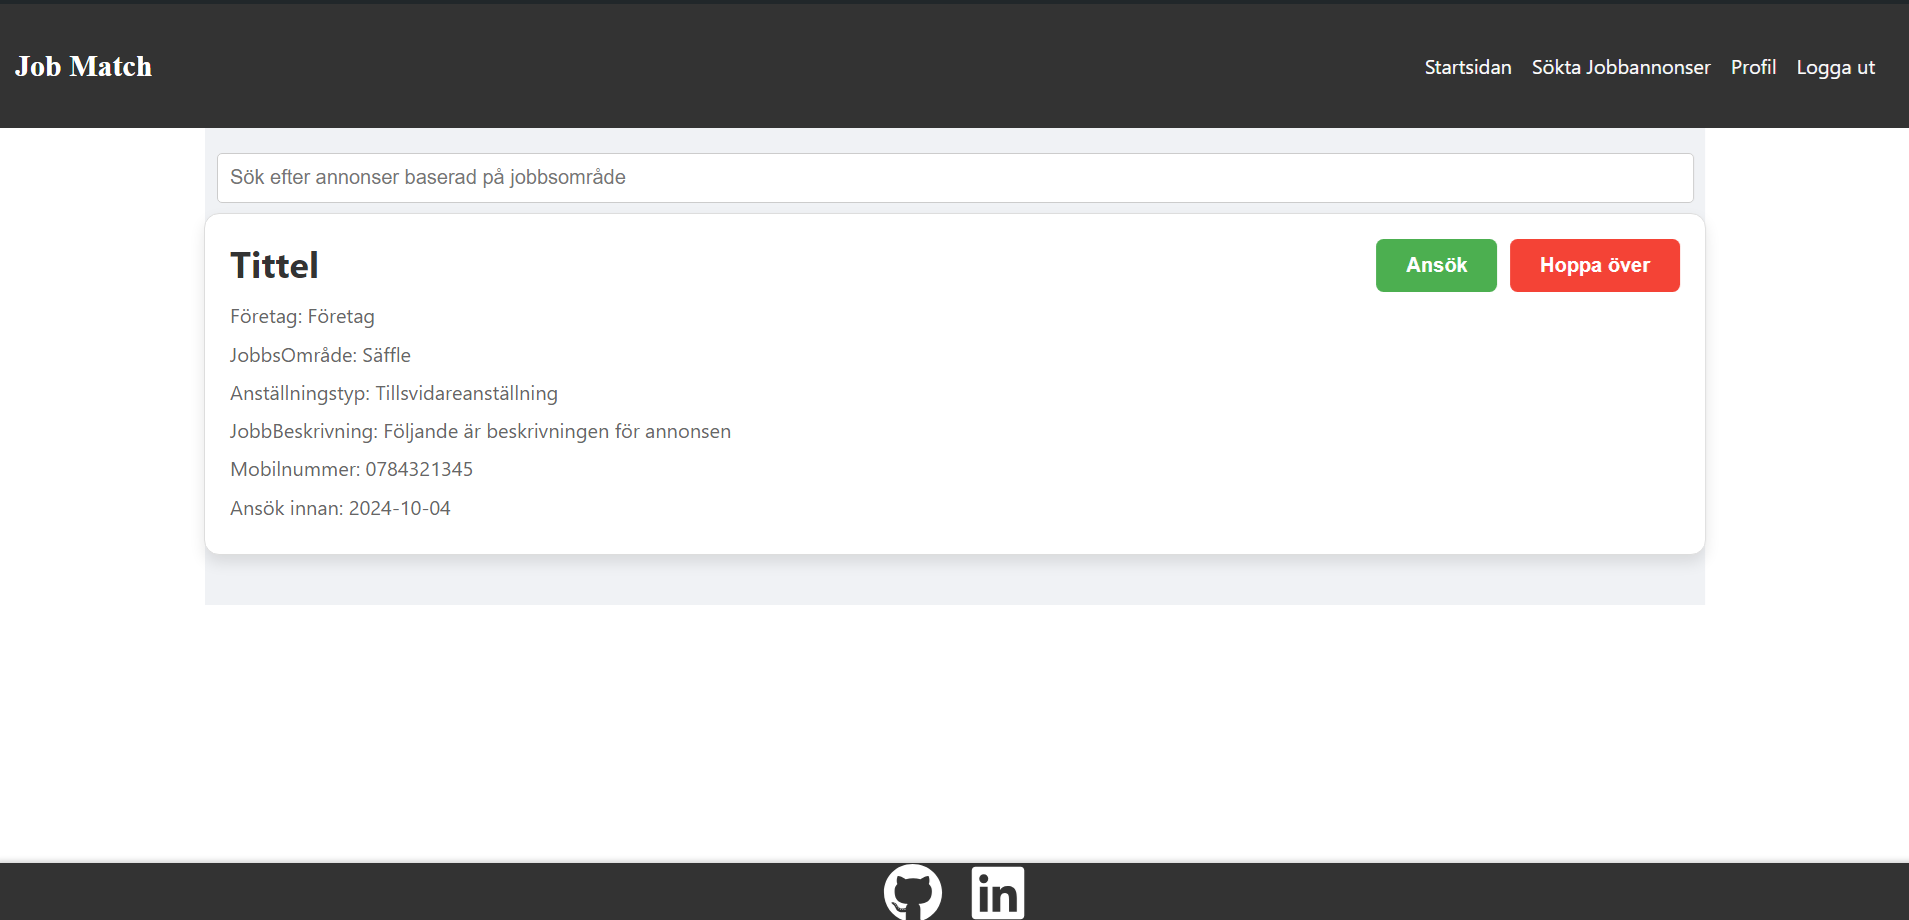 Job Match
Startsidan Sökta Jobbannonser Profil Logga ut
Sök efter annonser baserad på jobbsområde
Tittel
Ansök Hoppa över
Företag: Företag
JobbsOmråde: Säffle
Anställningstyp: Tillsvidareanställning
JobbBeskrivning: Följande är beskrivningen för annonsen
Mobilnummer: 0784321345
Ansök innan: 2024-10-04
in